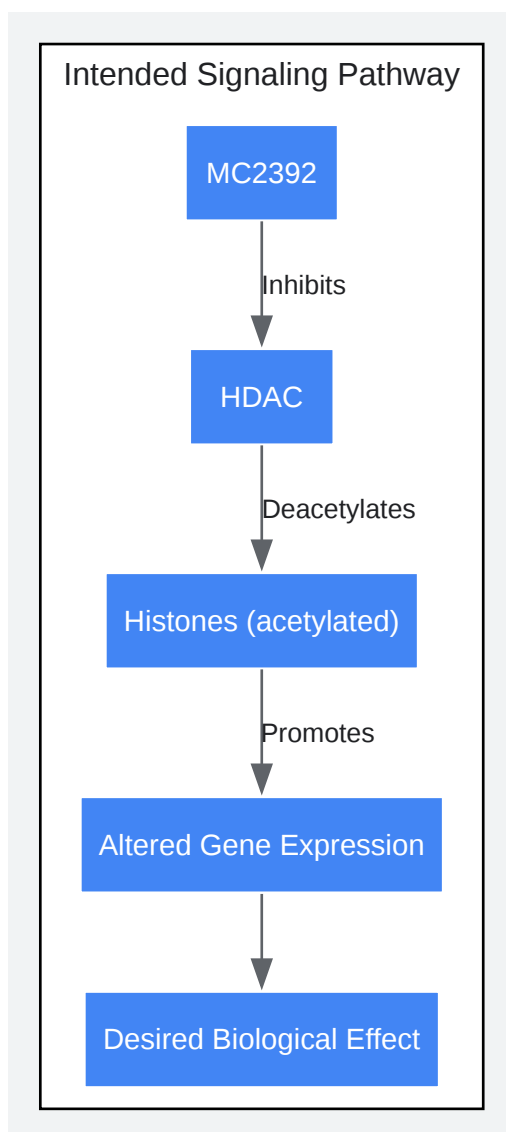 Intended Signaling Pathway
MC2392
Inhibits
HDAC
Deacetylates
Histones (acetylated)
Promotes
Altered Gene Expression
Desired Biological Effect